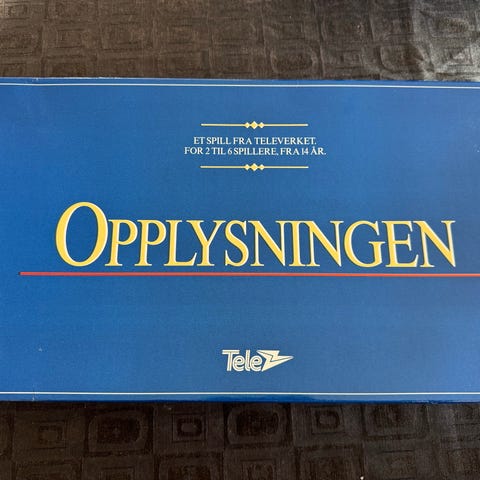 ET SPILL FRA TELEVERKET.
FOR 2 TIL 6 SPILLERE, FRA 14 ÅR.
OPPLYSNINGEN
Tele